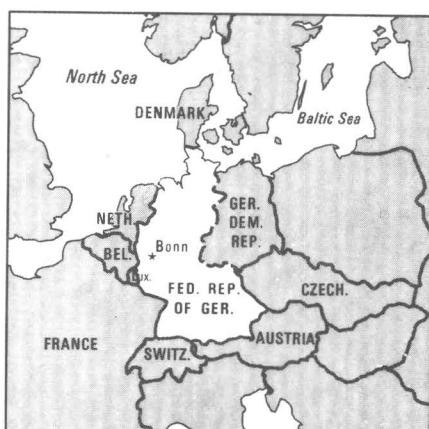 North Sea
DENMARK
Baltic Sea
NETH
GER.
DEM.
REP.
Bonn
BEL.
Lux.
FED. REP.
OF GER.
CZECH.
FRANCE
SWITZ.
AUSTRIA